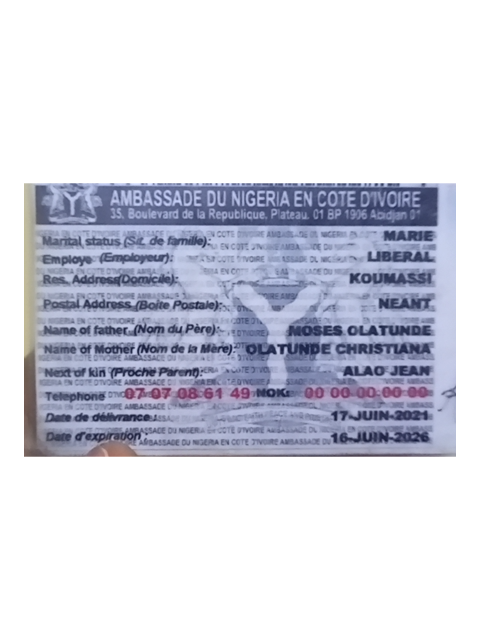 AMBASSADE DU NIGERIA EN COTE D'IVOIRE
35, Boulevard de la Republique, Plateau, 01 BP 1906 Abidjan 01
Marital status (Sit. de famille): MARIE
Employe (Employeur): LIBERAL
Res. Address(Domicile): KOUMASSI
Postal Address (Boite Postale): NEANT
Name of father (Nom du Père): MOSES OLATUNDE
Name of Mother (Nom de la Mère): OLATUNDE CHRISTIANA
Next of kin (Proche Parent): ALAO JEAN
Telephone 07 07 08 61 49 NOK: 00 00 00 00 00
Date de délivrance 17-JUIN-2021
Date d'expiration 16-JUIN-2026